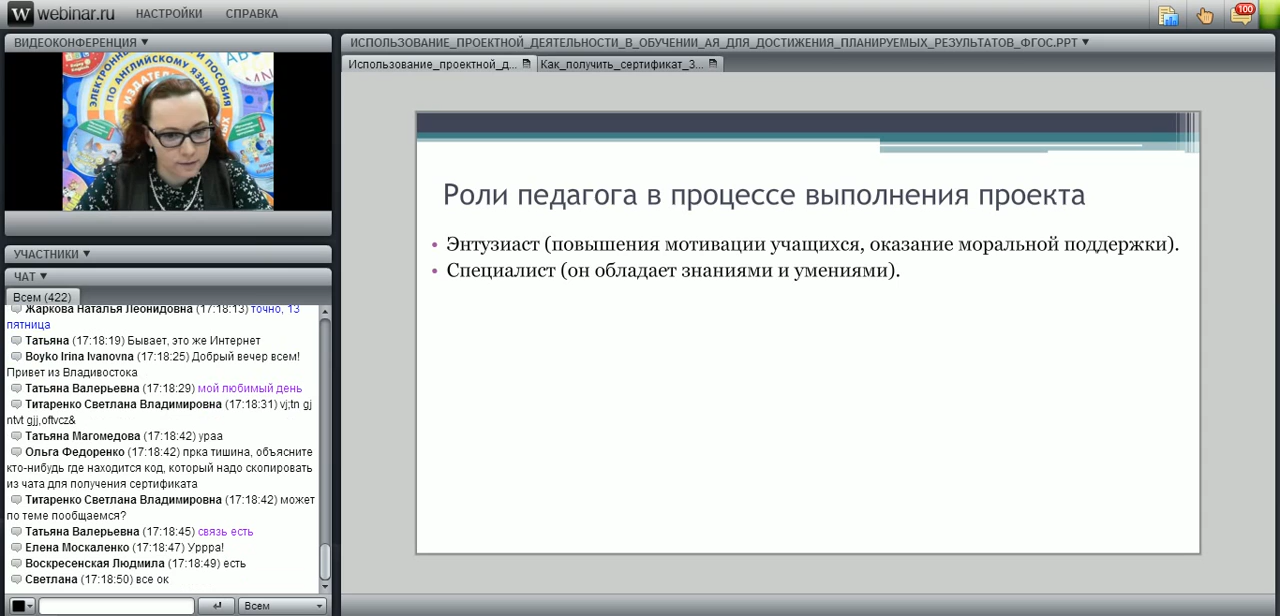 W webinar.ru НАСТРОЙКИ СПРАВКА 100
ВИДЕОКОНФЕРЕНЦИЯ
ЭЛЕКТРОННЫЕ ПОСОБИЯ
ПО АНГЛИЙСКОМУ ЯЗЫКУ
УЧАСТНИКИ
ЧАТ
Всем (422)
Жаркова Наталья Леонидовна (17:18:13) точно, 13
пятница
Татьяна (17:18:19) Бывает, это же Интернет
Boyko Irina Ivanovna (17:18:25) Добрый вечер всем!
Привет из Владивостока
Татьяна Валерьевна (17:18:29) мой любимый день
Титаренко Светлана Владимировна (17:18:31) vj;tn gj
ntvt gjj,oftvcz&
Татьяна Магомедова (17:18:42) ураа
Ольга Федоренко (17:18:42) прка тишина, объясните
кто-нибудь где находится код, который надо скопировать
из чата для получения сертификата
Титаренко Светлана Владимировна (17:18:42) может
по теме пообщаемся?
Татьяна Валерьевна (17:18:45) связь есть
Елена Москаленко (17:18:47) Уррра!
Воскресенская Людмила (17:18:49) есть
Светлана (17:18:50) все ок
Всем
ИСПОЛЬЗОВАНИЕ_ПРОЕКТНОЙ_ДЕЯТЕЛЬНОСТИ_В_ОБУЧЕНИИ_АЯ_ДЛЯ_ДОСТИЖЕНИЯ_ПЛАНИРУЕМЫХ_РЕЗУЛЬТАТОВ_ФГОС.PPT
Использование_проектной_д... Как_получить_сертификат_3...
Роли педагога в процессе выполнения проекта
• Энтузиаст (повышения мотивации учащихся, оказание моральной поддержки).
• Специалист (он обладает знаниями и умениями).